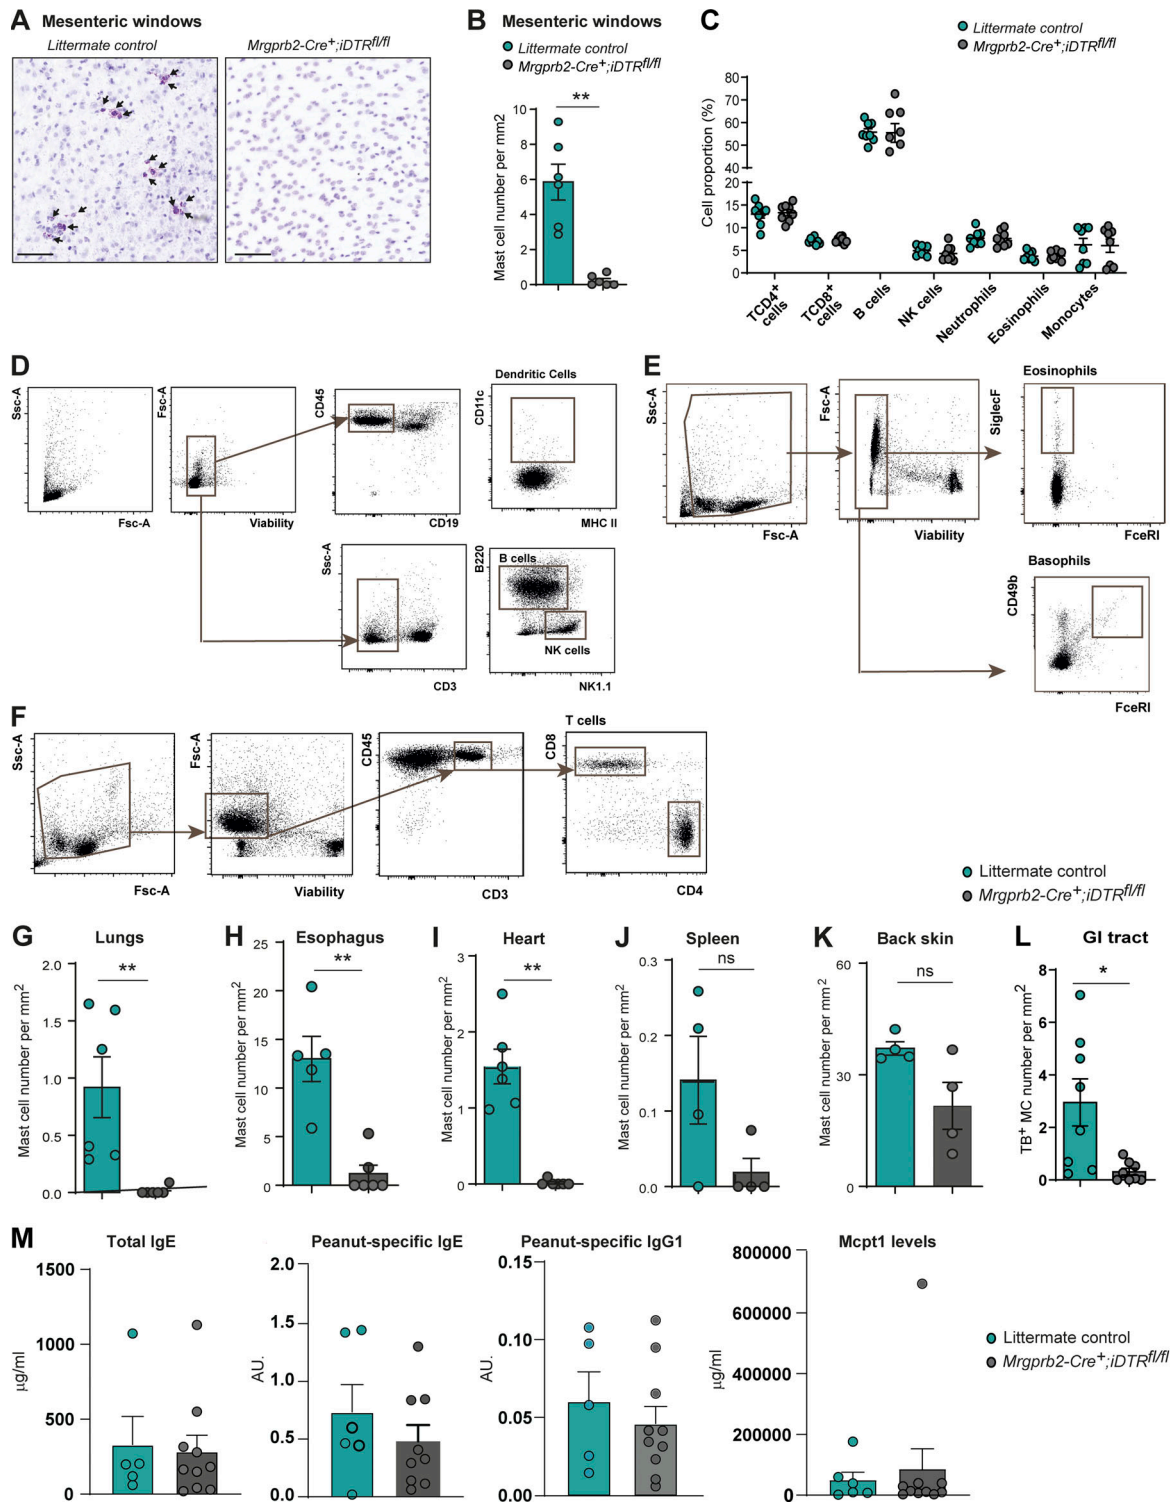 A Mesenteric windows
Littermate control
Mrgprb2-Cre+;iDTRfl/fl
B Mesenteric windows
Littermate control
Mrgprb2-Cre+;iDTRfl/fl
**
Mast cell number per mm2
10
8
6
4
2
0
C
Littermate control
Mrgprb2-Cre+;iDTRfl/fl
Cell proportion (%)
80
70
60
50
40
20
15
10
5
0
TCD4+ cells
TCD8+ cells
B cells
NK cells
Neutrophils
Eosinophils
Monocytes
D
Ssc-A
Fsc-A
Fsc-A
Viability
CD45
CD19
Dendritic Cells
CD11c
MHC II
Ssc-A
CD3
B220
B cells
NK cells
NK1.1
E
Ssc-A
Fsc-A
Fsc-A
Viability
Eosinophils
SiglecF
FceRI
Basophils
CD49b
FceRI
F
Ssc-A
Fsc-A
Fsc-A
Viability
CD45
CD3
T cells
CD8
CD4
Littermate control
Mrgprb2-Cre+;iDTRfl/fl
G Lungs
**
Mast cell number per mm2
2.0
1.5
1.0
0.5
0.0
H Esophagus
**
Mast cell number per mm2
25
20
15
10
5
0
I Heart
**
Mast cell number per mm2
3
2
1
0
J Spleen
ns
Mast cell number per mm2
0.3
0.2
0.1
0.0
K Back skin
ns
Mast cell number per mm2
60
30
0
L GI tract
*
TB+ MC number per mm2
8
6
4
2
0
M
Total IgE
µg/ml
1500
1000
500
0
Peanut-specific IgE
AU.
2.0
1.5
1.0
0.5
0.0
Peanut-specific IgG1
AU.
0.15
0.10
0.05
0.00
Mcpt1 levels
µg/ml
800000
600000
400000
200000
0
Littermate control
Mrgprb2-Cre+;iDTRfl/fl